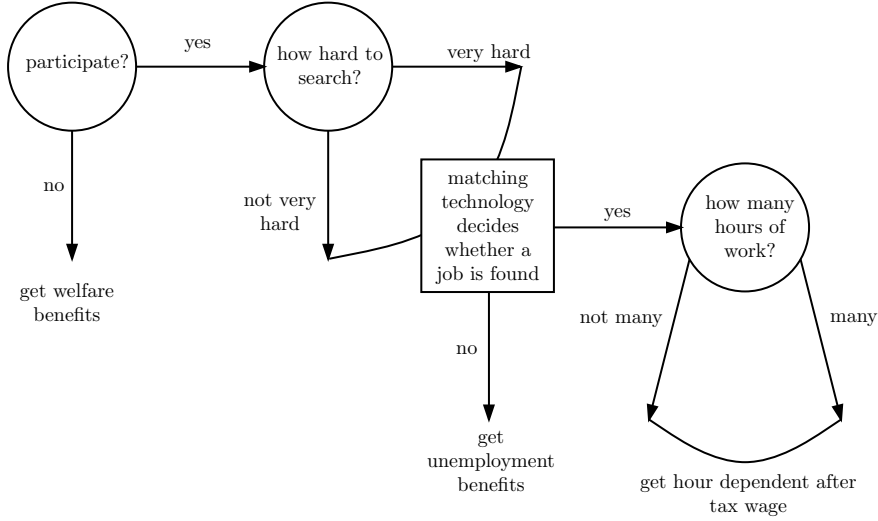 participate?
yes
how hard to
search?
very hard
no
not very
hard
get welfare
benefits
matching
technology
decides
whether a
job is found
yes
how many
hours of
work?
no
get
unemployment
benefits
not many
many
get hour dependent after
tax wage